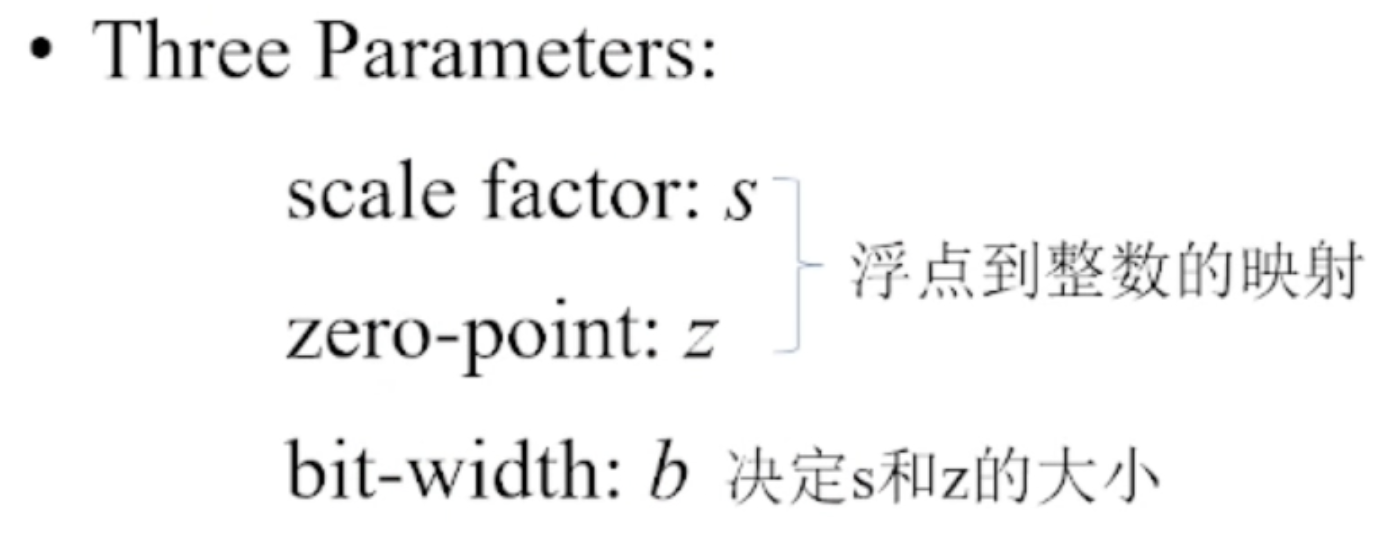 • Three Parameters:
scale factor: s
浮点到整数的映射
zero-point: z
bit-width: b 决定s和z的大小